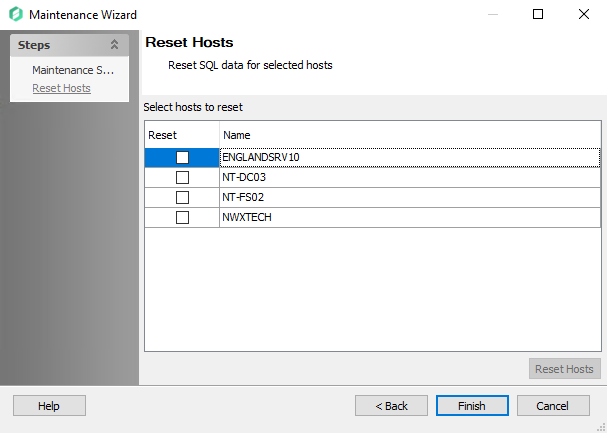 Maintenance Wizard
Steps
Maintenance S...
Reset Hosts
Reset Hosts
Reset SQL data for selected hosts
Select hosts to reset
Reset Name
ENGLANDSRV10
NT-DC03
NT-FS02
NWXTECH
Reset Hosts
Help < Back Finish Cancel